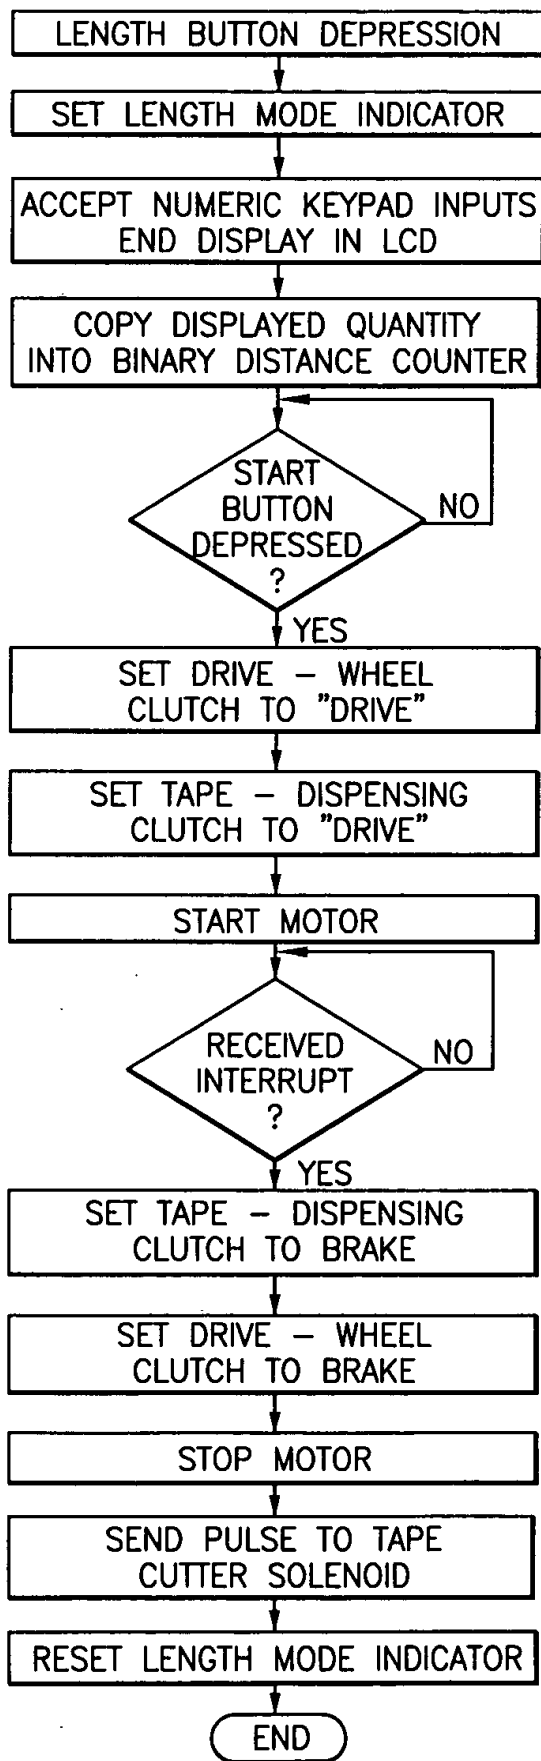 LENGTH BUTTON DEPRESSION
SET LENGTH MODE INDICATOR
ACCEPT NUMERIC KEYPAD INPUTS
END DISPLAY IN LCD
COPY DISPLAYED QUANTITY
INTO BINARY DISTANCE COUNTER
START
BUTTON
DEPRESSED
?
NO
YES
SET DRIVE – WHEEL
CLUTCH TO "DRIVE"
SET TAPE – DISPENSING
CLUTCH TO "DRIVE"
START MOTOR
RECEIVED
INTERRUPT
?
NO
YES
SET TAPE – DISPENSING
CLUTCH TO BRAKE
SET DRIVE – WHEEL
CLUTCH TO BRAKE
STOP MOTOR
SEND PULSE TO TAPE
CUTTER SOLENOID
RESET LENGTH MODE INDICATOR
END